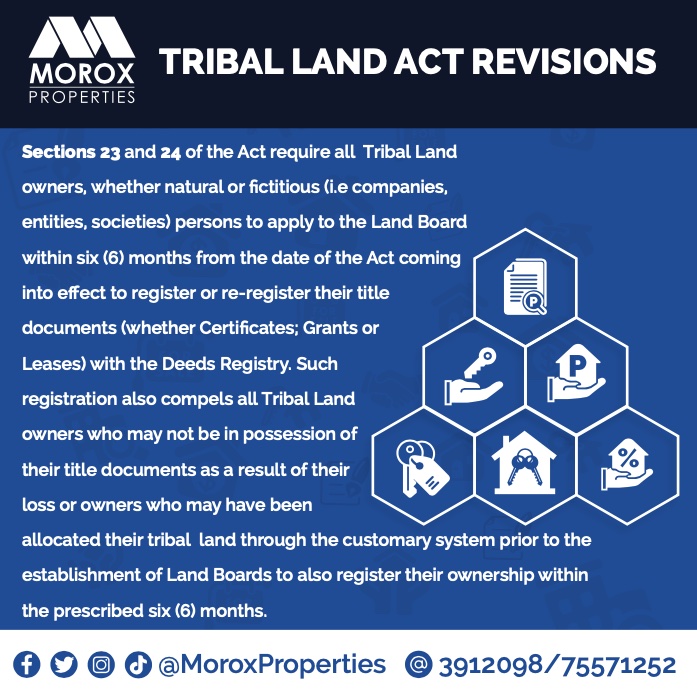 MOROX
PROPERTIES
TRIBAL LAND ACT REVISIONS
Sections 23 and 24 of the Act require all Tribal Land
owners, whether natural or fictitious (i.e companies,
entities, societies) persons to apply to the Land Board
within six (6) months from the date of the Act coming
into effect to register or re-register their title
documents (whether Certificates; Grants or
Leases) with the Deeds Registry. Such
registration also compels all Tribal Land
owners who may not be in possession of
their title documents as a result of their
loss or owners who may have been
allocated their tribal land through the customary system prior to the
establishment of Land Boards to also register their ownership within
the prescribed six (6) months.
P
P
%
@MoroxProperties @ 3912098/75571252